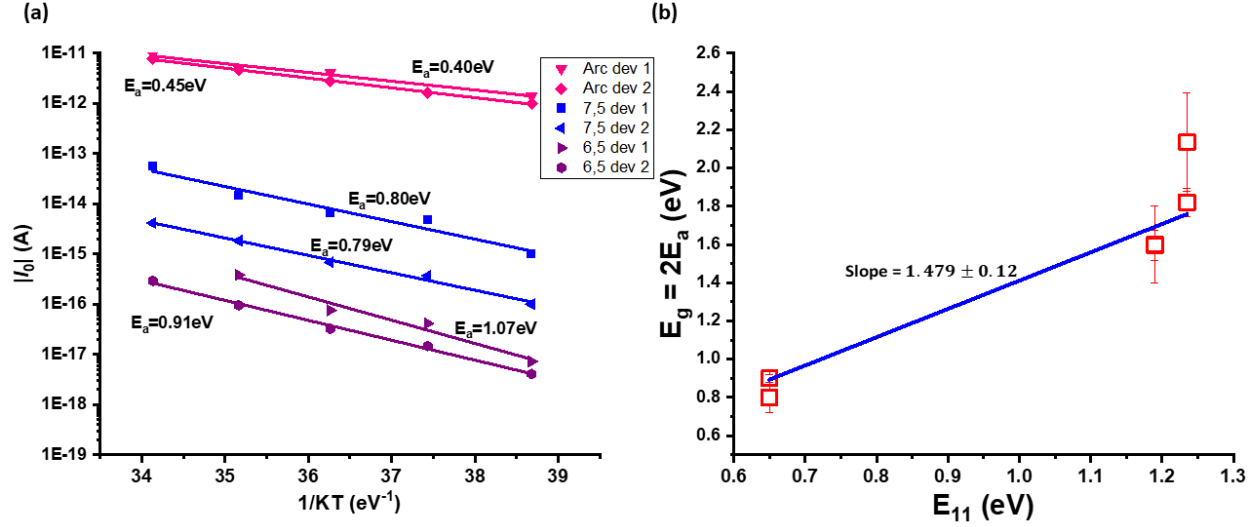 (a)
1E-11
1E-12
1E-13
1E-14
1E-15
1E-16
1E-17
1E-18
1E-19
|I₀| (A)
34 35 36 37 38 39
1/KT (eV⁻¹)
Eₐ=0.45eV
Eₐ=0.40eV
Eₐ=0.80eV
Eₐ=0.79eV
Eₐ=0.91eV
Eₐ=1.07eV
Arc dev 1
Arc dev 2
7,5 dev 1
7,5 dev 2
6,5 dev 1
6,5 dev 2
(b)
2.6
2.4
2.2
2.0
1.8
1.6
1.4
1.2
1.0
0.8
0.6
E_g = 2Eₐ (eV)
Slope = 1.479 ± 0.12
0.6 0.7 0.8 0.9 1.0 1.1 1.2 1.3
E₁₁ (eV)